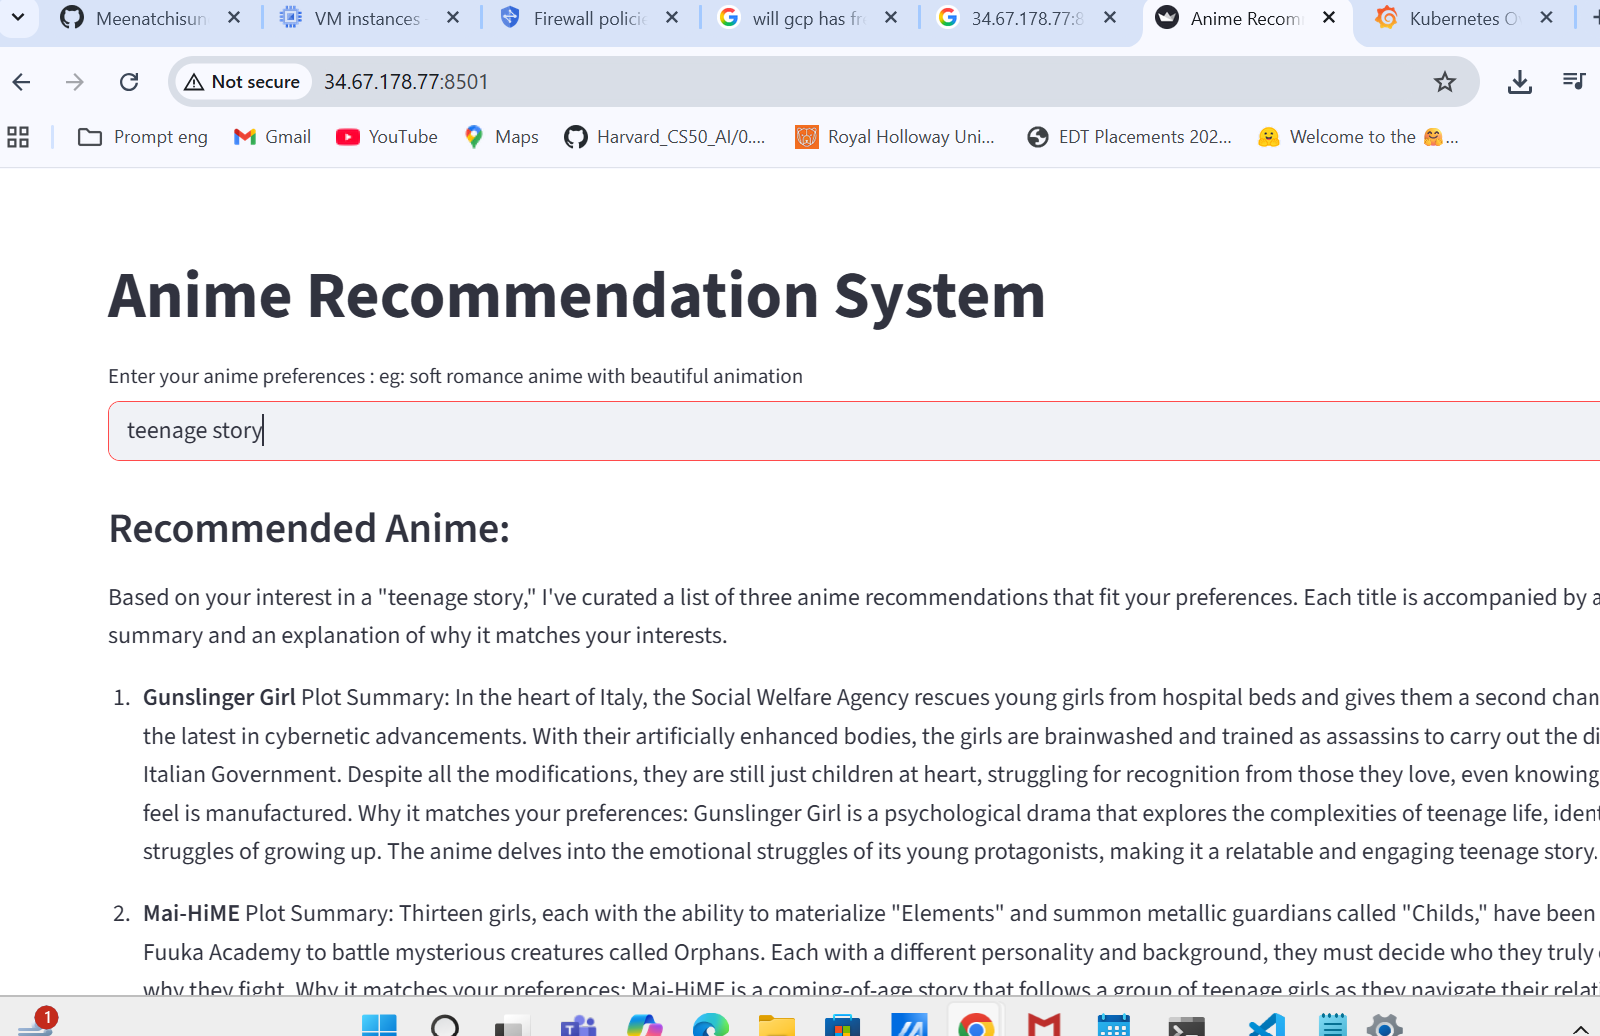 Meenatchisun
VM instances
Firewall policie
will gcp has fr
34.67.178.77:8
Anime Recom
Kubernetes O
Not secure
34.67.178.77:8501
Prompt eng
Gmail
YouTube
Maps
Harvard_CS50_AI/0....
Royal Holloway Uni...
EDT Placements 202...
Welcome to the 🤗...
Anime Recommendation System
Enter your anime preferences : eg: soft romance anime with beautiful animation
teenage story
Recommended Anime:
Based on your interest in a "teenage story," I've curated a list of three anime recommendations that fit your preferences. Each title is accompanied by a
summary and an explanation of why it matches your interests.
1. Gunslinger Girl Plot Summary: In the heart of Italy, the Social Welfare Agency rescues young girls from hospital beds and gives them a second chan
the latest in cybernetic advancements. With their artificially enhanced bodies, the girls are brainwashed and trained as assassins to carry out the di
Italian Government. Despite all the modifications, they are still just children at heart, struggling for recognition from those they love, even knowing
feel is manufactured. Why it matches your preferences: Gunslinger Girl is a psychological drama that explores the complexities of teenage life, iden
struggles of growing up. The anime delves into the emotional struggles of its young protagonists, making it a relatable and engaging teenage story.
2. Mai-HiME Plot Summary: Thirteen girls, each with the ability to materialize "Elements" and summon metallic guardians called "Childs," have been
Fuuka Academy to battle mysterious creatures called Orphans. Each with a different personality and background, they must decide who they truly
why they fight. Why it matches your preferences: Mai-HiME is a coming-of-age story that follows a group of teenage girls as they navigate their relati
1